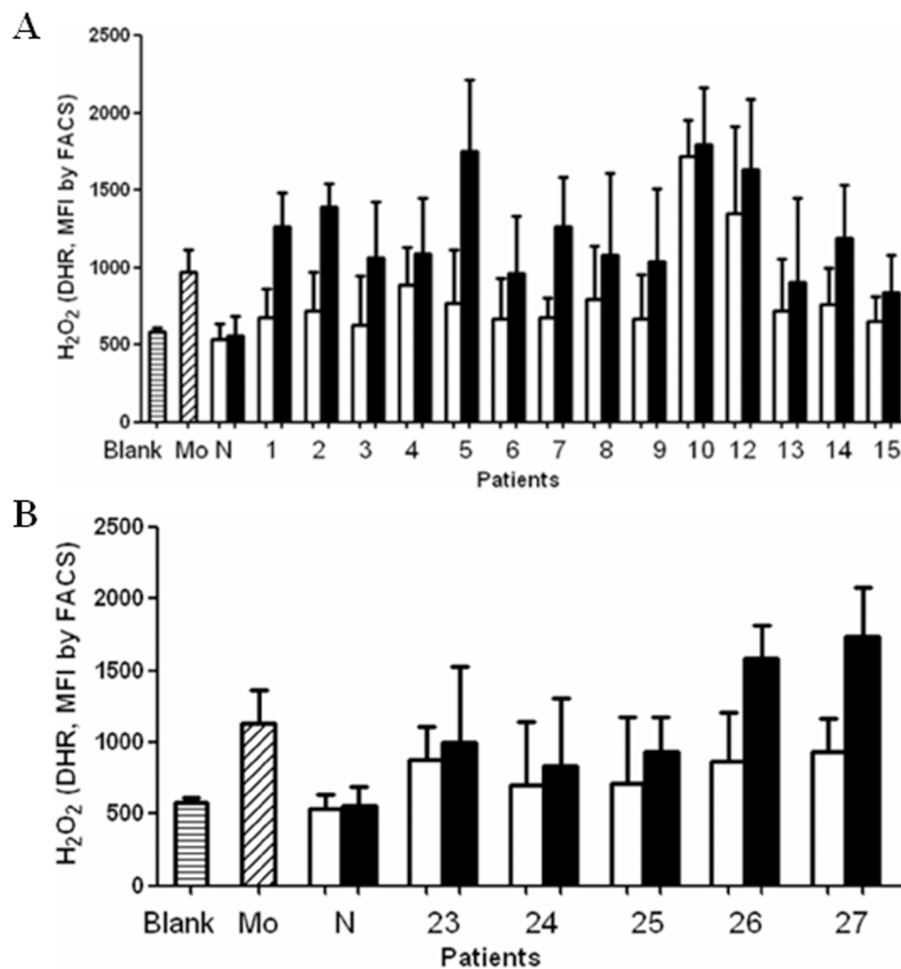 A
H₂O₂ (DHR, MFI by FACS)
2500
2000
1500
1000
500
0
Blank Mo N 1 2 3 4 5 6 7 8 9 10 12 13 14 15
Patients
B
H₂O₂ (DHR, MFI by FACS)
2500
2000
1500
1000
500
0
Blank Mo N 23 24 25 26 27
Patients